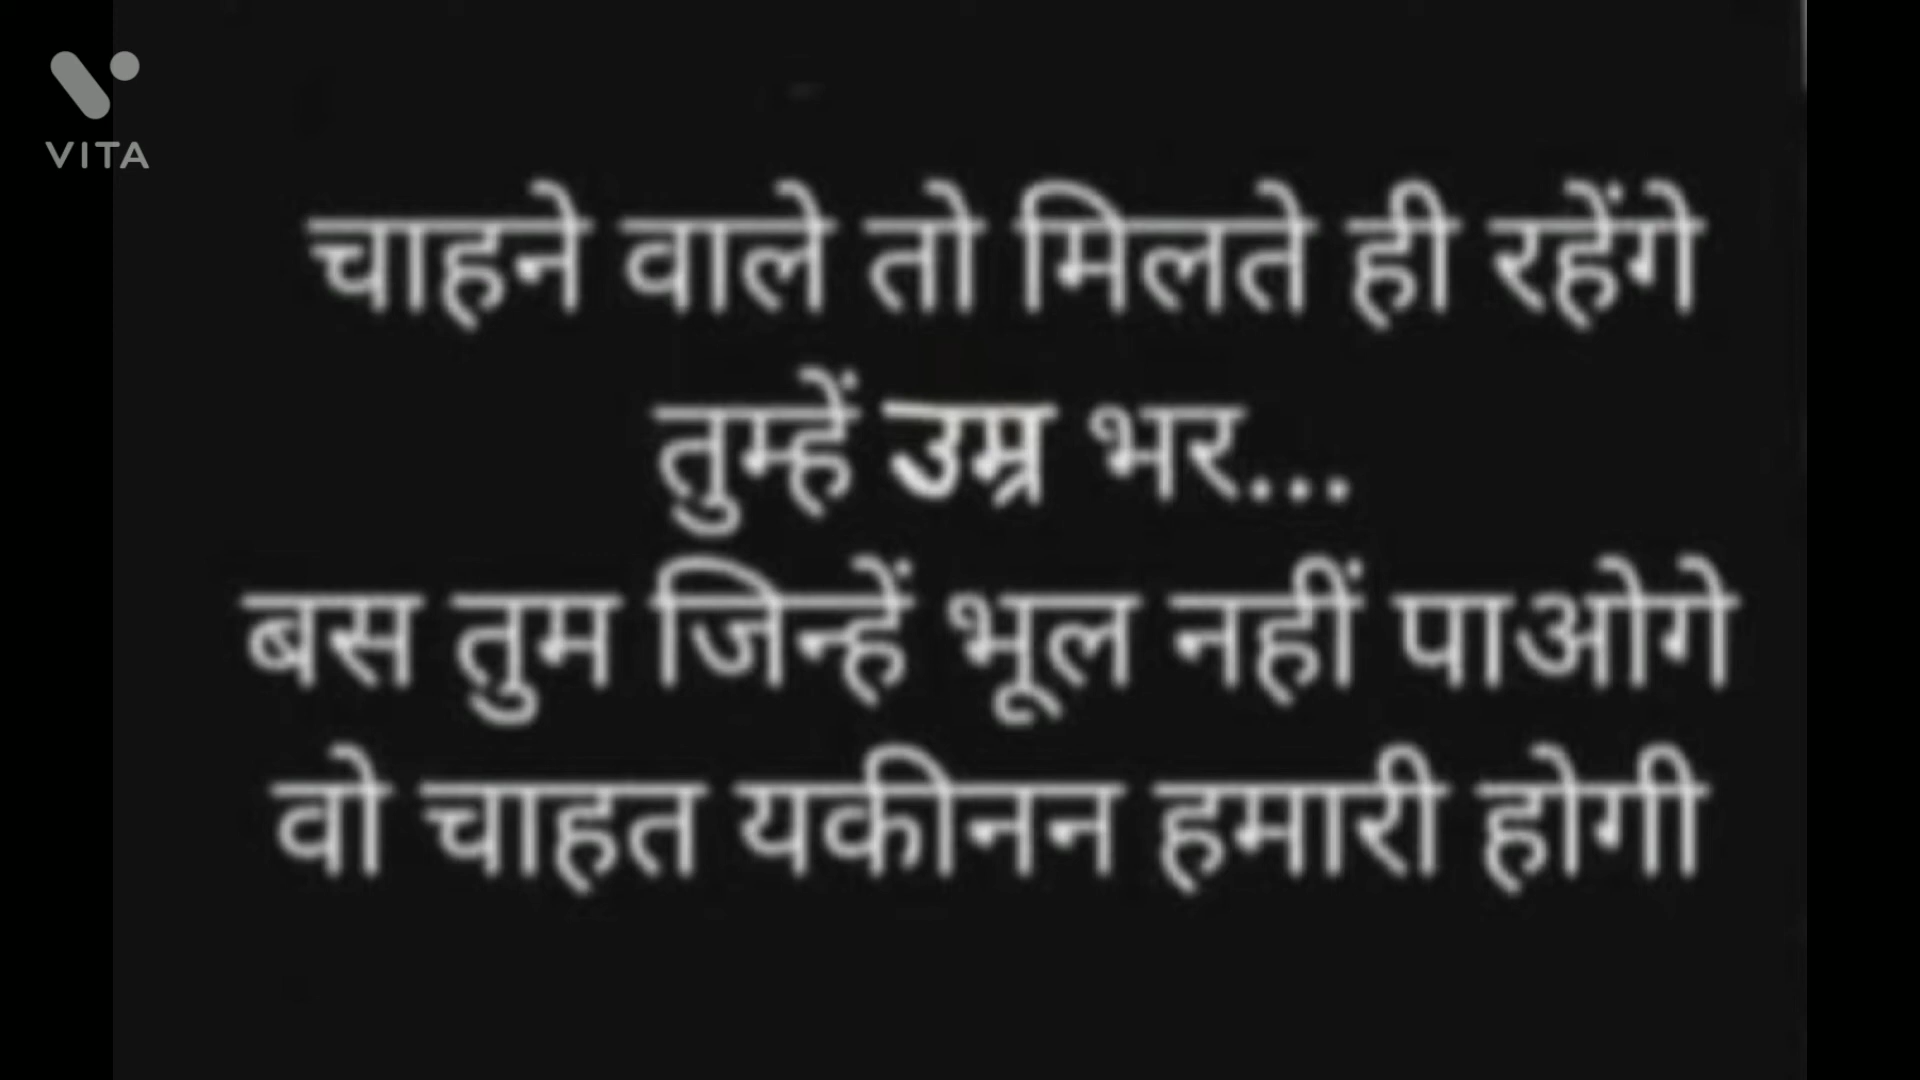 VITA
चाहने वाले तो मिलते ही रहेंगे
तुम्हें उम्र भर...
बस तुम जिन्हें भूल नहीं पाओगे
वो चाहत यकीनन हमारी होगी